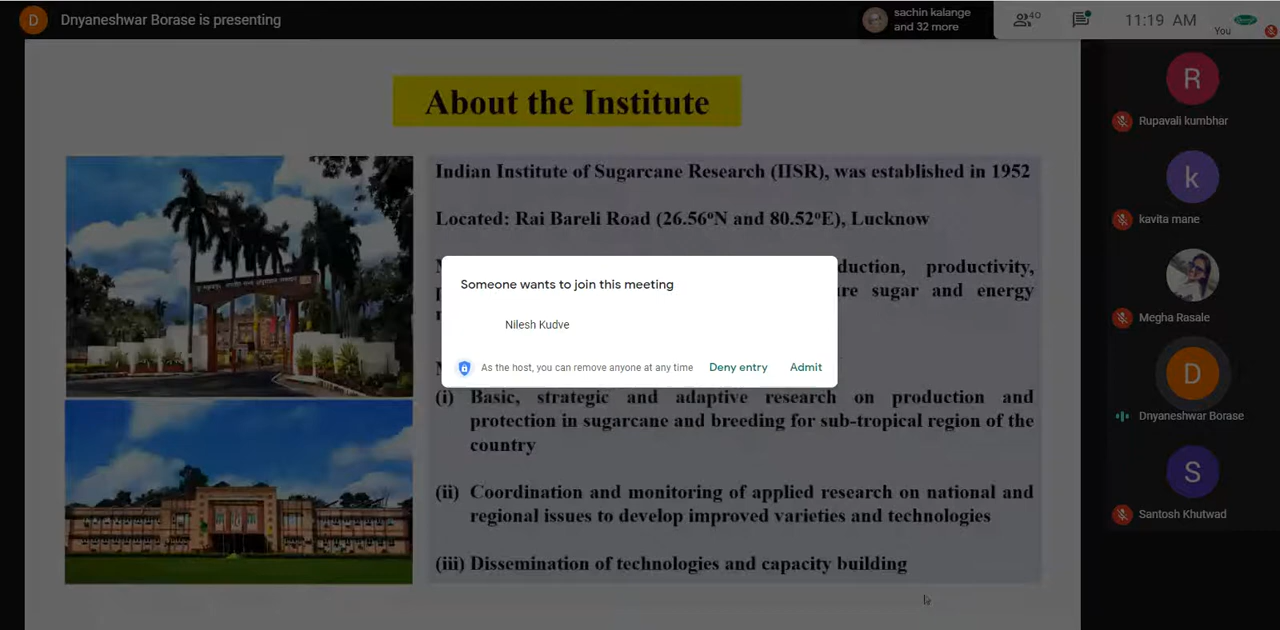 D
Dnyaneshwar Borase is presenting
sachin kalange
and 32 more
40
11:19 AM
You
About the Institute
Indian Institute of Sugarcane Research (IISR), was established in 1952
Located: Rai Bareli Road (26.56⁰N and 80.52⁰E), Lucknow
duction, productivity,
sugar and energy
Someone wants to join this meeting
Nilesh Kudve
As the host, you can remove anyone at any time
Deny entry
Admit
(i) Basic, strategic and adaptive research on production and
protection in sugarcane and breeding for sub-tropical region of the
country
(ii) Coordination and monitoring of applied research on national and
regional issues to develop improved varieties and technologies
(iii) Dissemination of technologies and capacity building
R
Rupavali kumbhar
k
kavita mane
Megha Rasale
D
Dnyaneshwar Borase
S
Santosh Khutwad